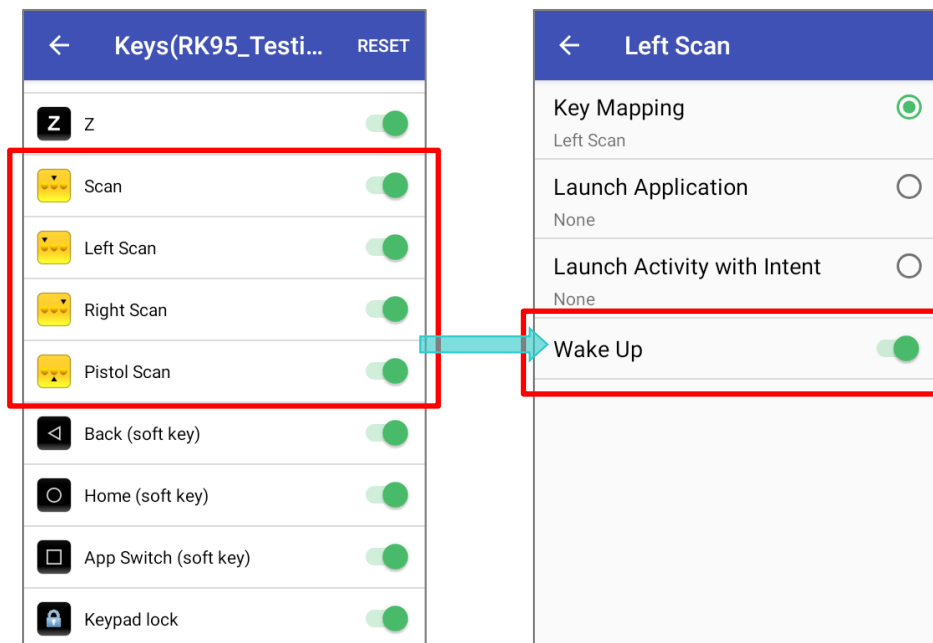 Keys(RK95_Testi...
RESET
Z
Z
Scan
Left Scan
Right Scan
Pistol Scan
Back (soft key)
Home (soft key)
App Switch (soft key)
Keypad lock
Left Scan
Key Mapping
Left Scan
Launch Application
None
Launch Activity with Intent
None
Wake Up